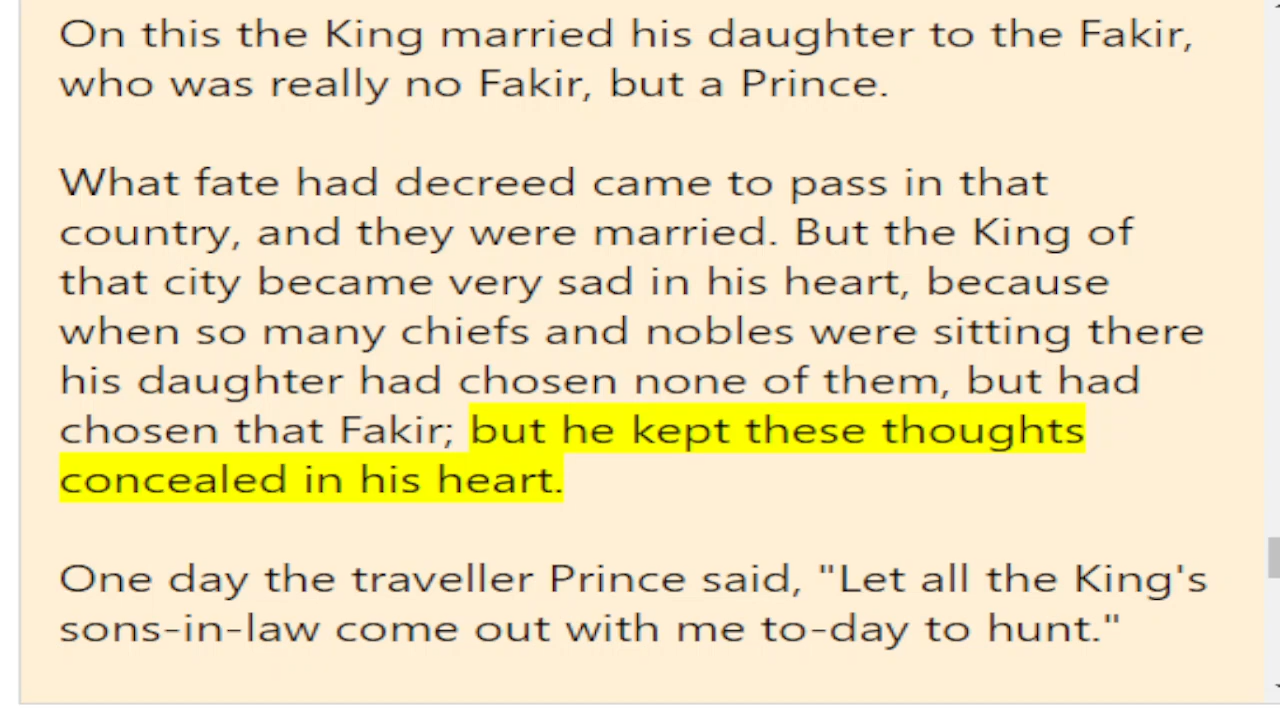 On this the King married his daughter to the Fakir,
who was really no Fakir, but a Prince.
What fate had decreed came to pass in that
country, and they were married. But the King of
that city became very sad in his heart, because
when so many chiefs and nobles were sitting there
his daughter had chosen none of them, but had
chosen that Fakir; but he kept these thoughts
concealed in his heart.
One day the traveller Prince said, "Let all the King's
sons-in-law come out with me to-day to hunt."